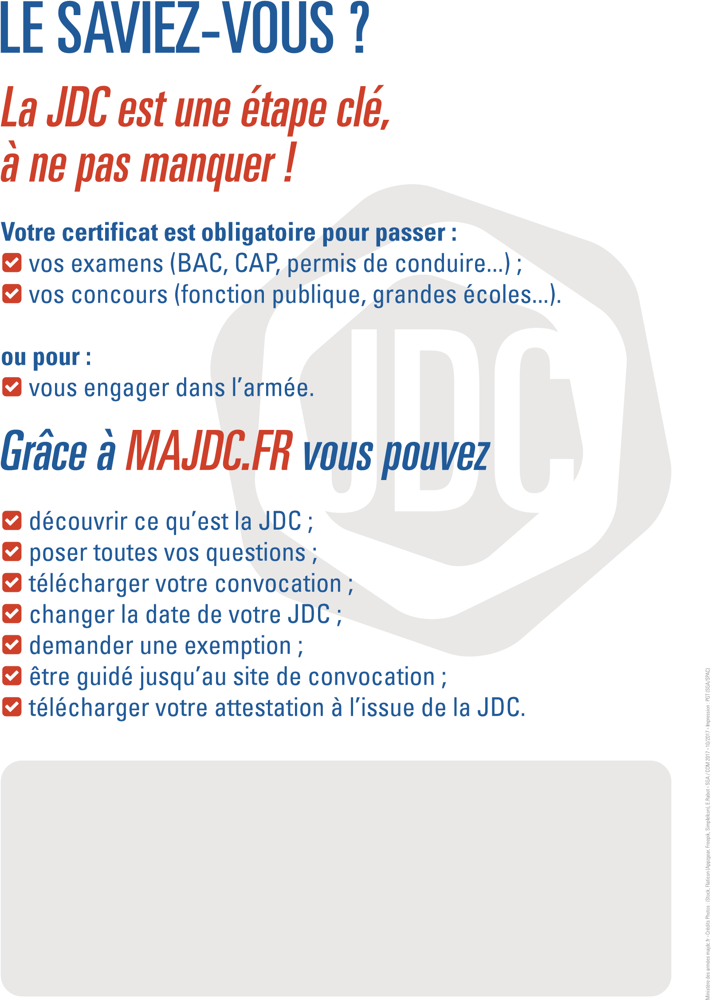 LE SAVIEZ-VOUS ?
La JDC est une étape clé,
à ne pas manquer !
Votre certificat est obligatoire pour passer :
vos examens (BAC, CAP, permis de conduire...) ;
vos concours (fonction publique, grandes écoles...).
ou pour :
vous engager dans l’armée.
JDC
Grâce à MAJDC.FR vous pouvez
découvrir ce qu’est la JDC ;
poser toutes vos questions ;
télécharger votre convocation ;
changer la date de votre JDC ;
demander une exemption ;
être guidé jusqu’au site de convocation ;
télécharger votre attestation à l’issue de la JDC.
Ministère des armées majdc.fr - Crédits Photos : iStock, Flaticon (Appzgear, Freepik, SimpleIcon), E.Rabot - SGA / COM 2017 - 10/2017 - Impression : PGT (SGA/SPAC)